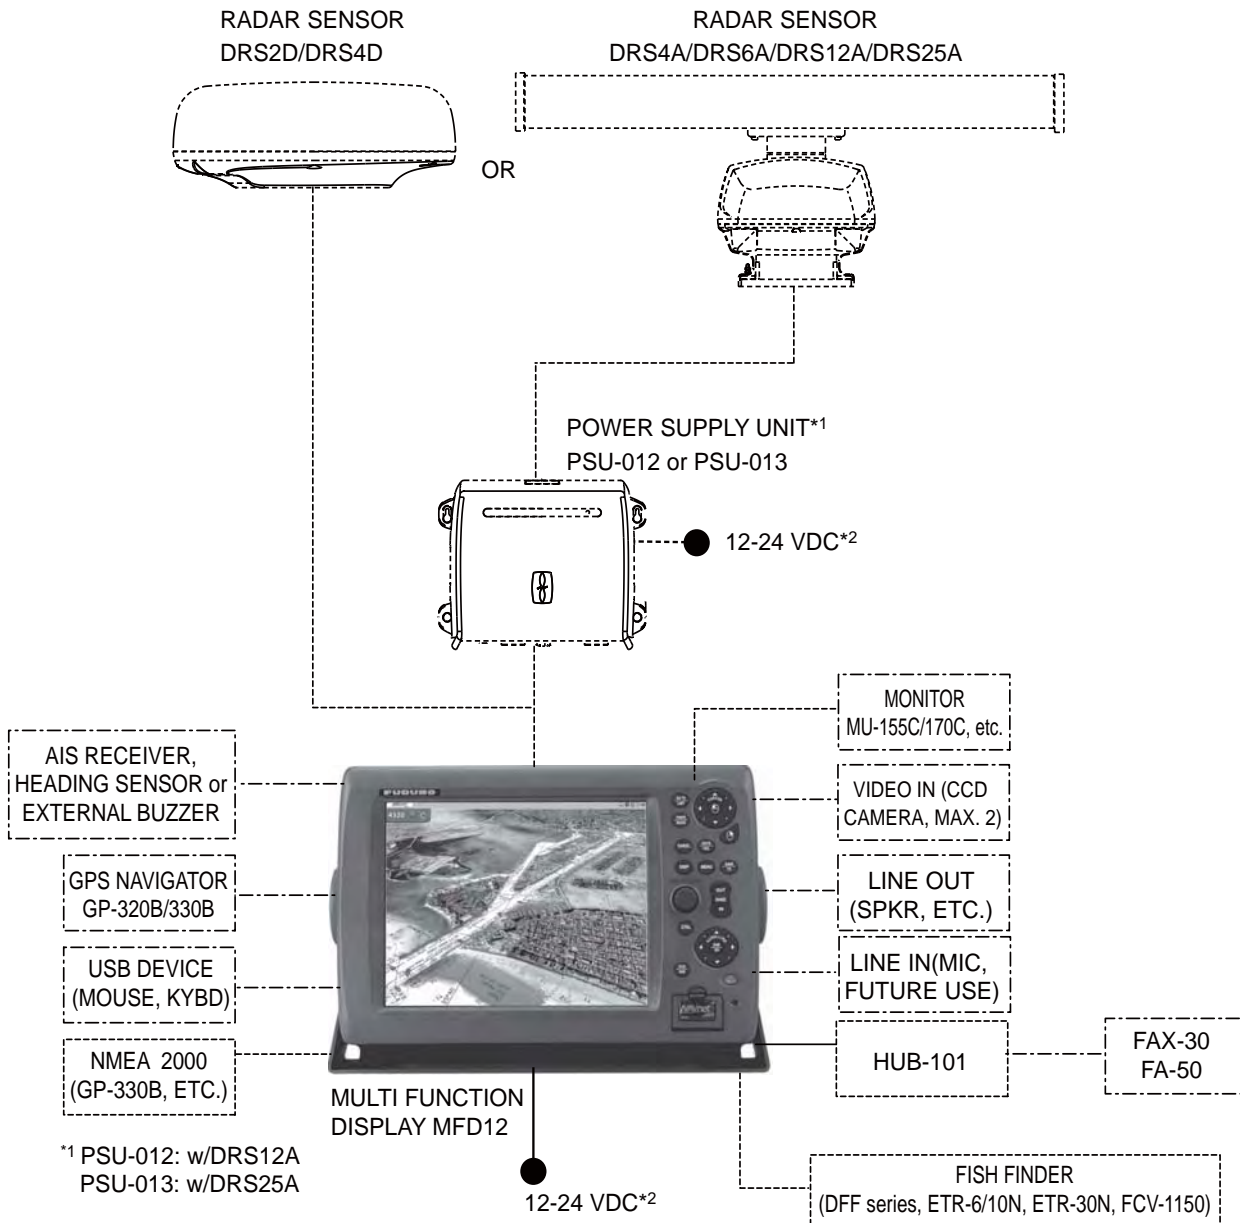 RADAR SENSOR
DRS2D/DRS4D
RADAR SENSOR
DRS4A/DRS6A/DRS12A/DRS25A
OR
POWER SUPPLY UNIT*1
PSU-012 or PSU-013
12-24 VDC*2
MONITOR
MU-155C/170C, etc.
AIS RECEIVER,
HEADING SENSOR or
EXTERNAL BUZZER
VIDEO IN (CCD
CAMERA, MAX. 2)
FURUNO
GPS NAVIGATOR
GP-320B/330B
LINE OUT
(SPKR, ETC.)
USB DEVICE
(MOUSE, KYBD)
LINE IN(MIC,
FUTURE USE)
NMEA 2000
(GP-330B, ETC.)
HUB-101
FAX-30
FA-50
MULTI FUNCTION
DISPLAY MFD12
*1 PSU-012: w/DRS12A
PSU-013: w/DRS25A
12-24 VDC*2
FISH FINDER
(DFF series, ETR-6/10N, ETR-30N, FCV-1150)